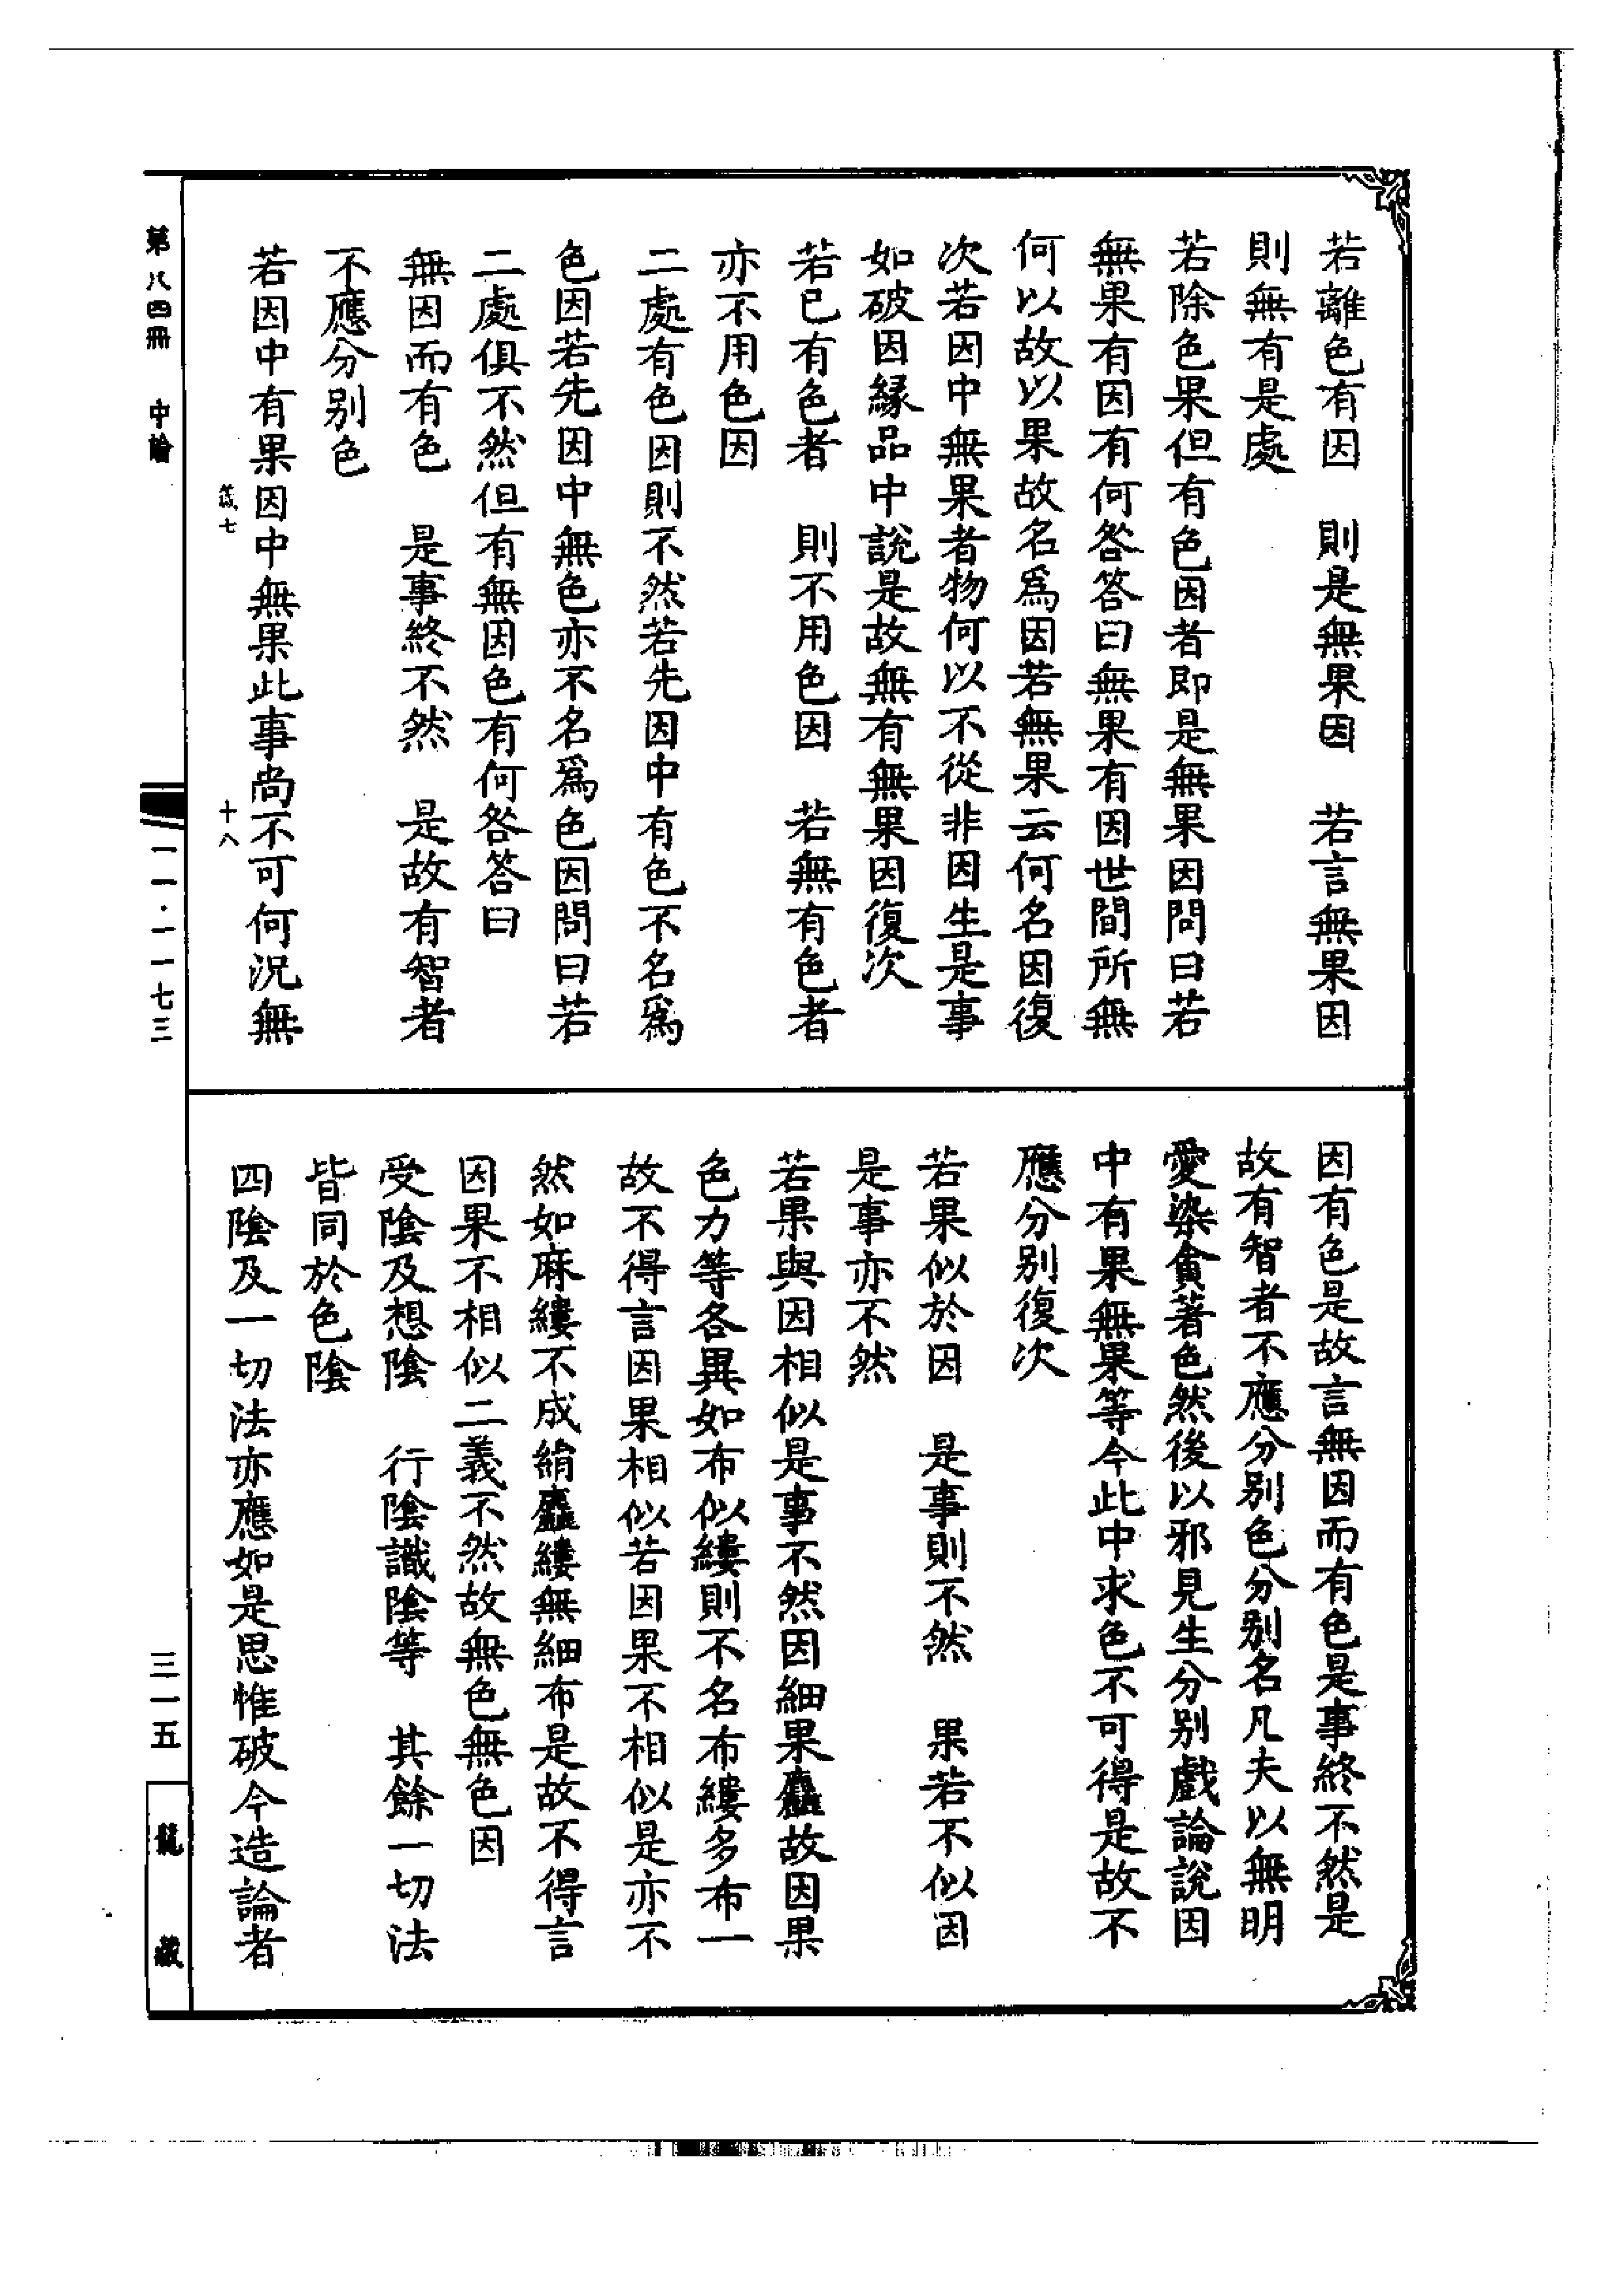 若離色有因　則是無果因　若言無果因
則無有是處
若除色果但有色因者即是無果因問曰若
無果有因有何咎答曰無果有因世間所無
何以故以果故名爲因若無果云何名因復
次若因中無果者物何以不從非因生是事
如破因緣品中說是故無有無果因復次
若已有色者　則不用色因　若無有色者
亦不用色因
二處有色因則不然若先因中有色不名爲
色因若先因中無色亦不名爲色因問曰若
二處俱不然但有無因色有何咎答曰
無因而有色　是事終不然　是故有智者
不應分别色
若因中有果因中無果此事尚不可何況無
因有色是故言無因而有色是事終不然是
故有智者不應分别色分别名凡夫以無明
愛染貪著色然後以邪見生分别戲論說因
中有果無果等今此中求色不可得是故不
應分别復次
若果似於因　是事則不然　果若不似因
是事亦不然
若果與因相似是事不然因細果麤故因果
色力等各異如布似縷則不名布縷多布一
故不得言因果相似若因果不相似是亦不
然如麻縷不成絹麤縷無細布是故不得言
因果不相似二義不然故無色無色因
受陰及想陰　行陰識陰等　其餘一切法
皆同於色陰
四陰及一切法亦應如是思惟破今造論者
第八四冊　中論
十八
一一·一一七三
三一五
龍藏